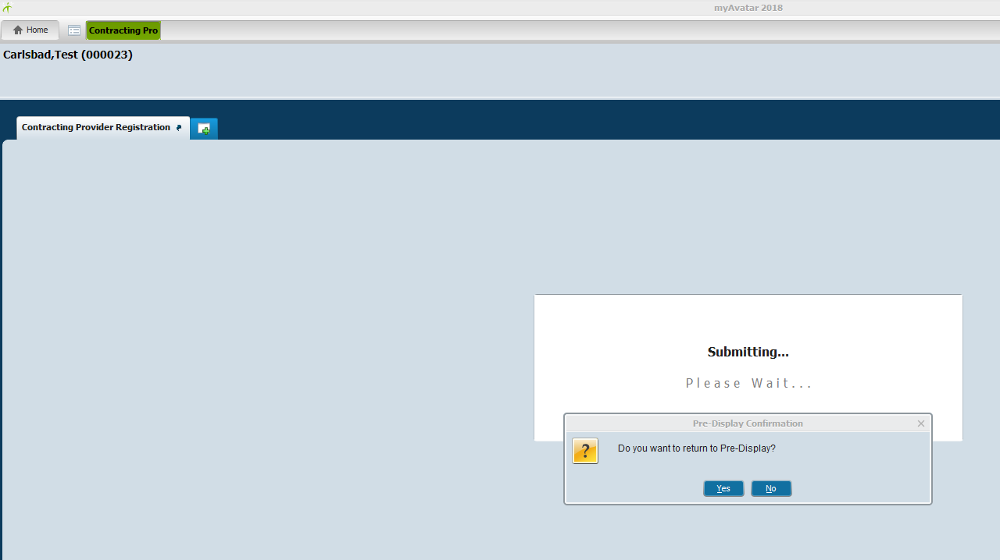 myAvatar 2018
Home
Contracting Pro
Carlsbad,Test (000023)
Contracting Provider Registration
Submitting...
Please Wait...
Pre-Display Confirmation
?
Do you want to return to Pre-Display?
Yes No